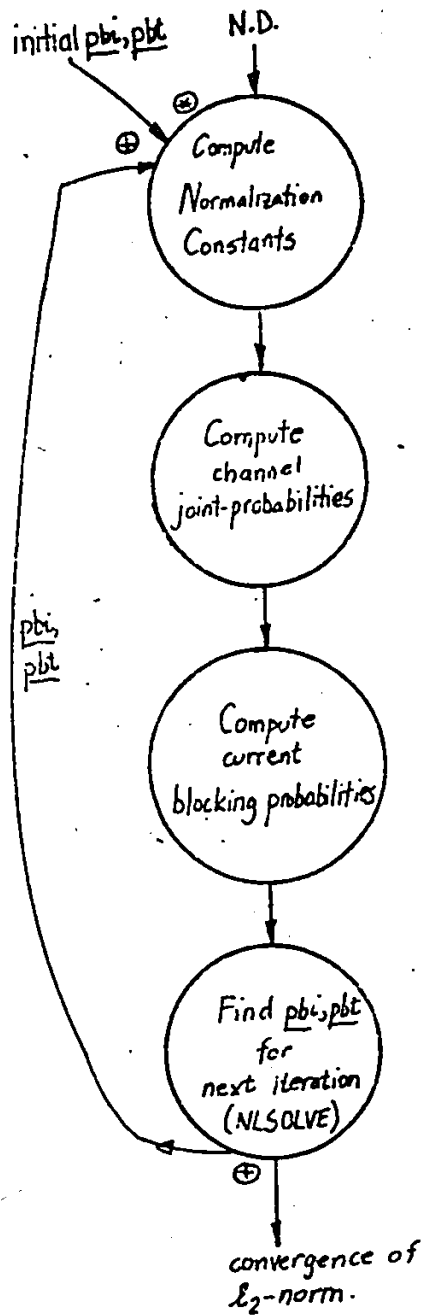 initial pbi, pbt
N.D.
Compute
Normalization
Constants
Compute
channel
joint-probabilities
pbi,
pbt
Compute
current
blocking probabilities
Find pbi, pbt
for
next iteration
(NLSOLVE)
convergence of
ℓ₂-norm.